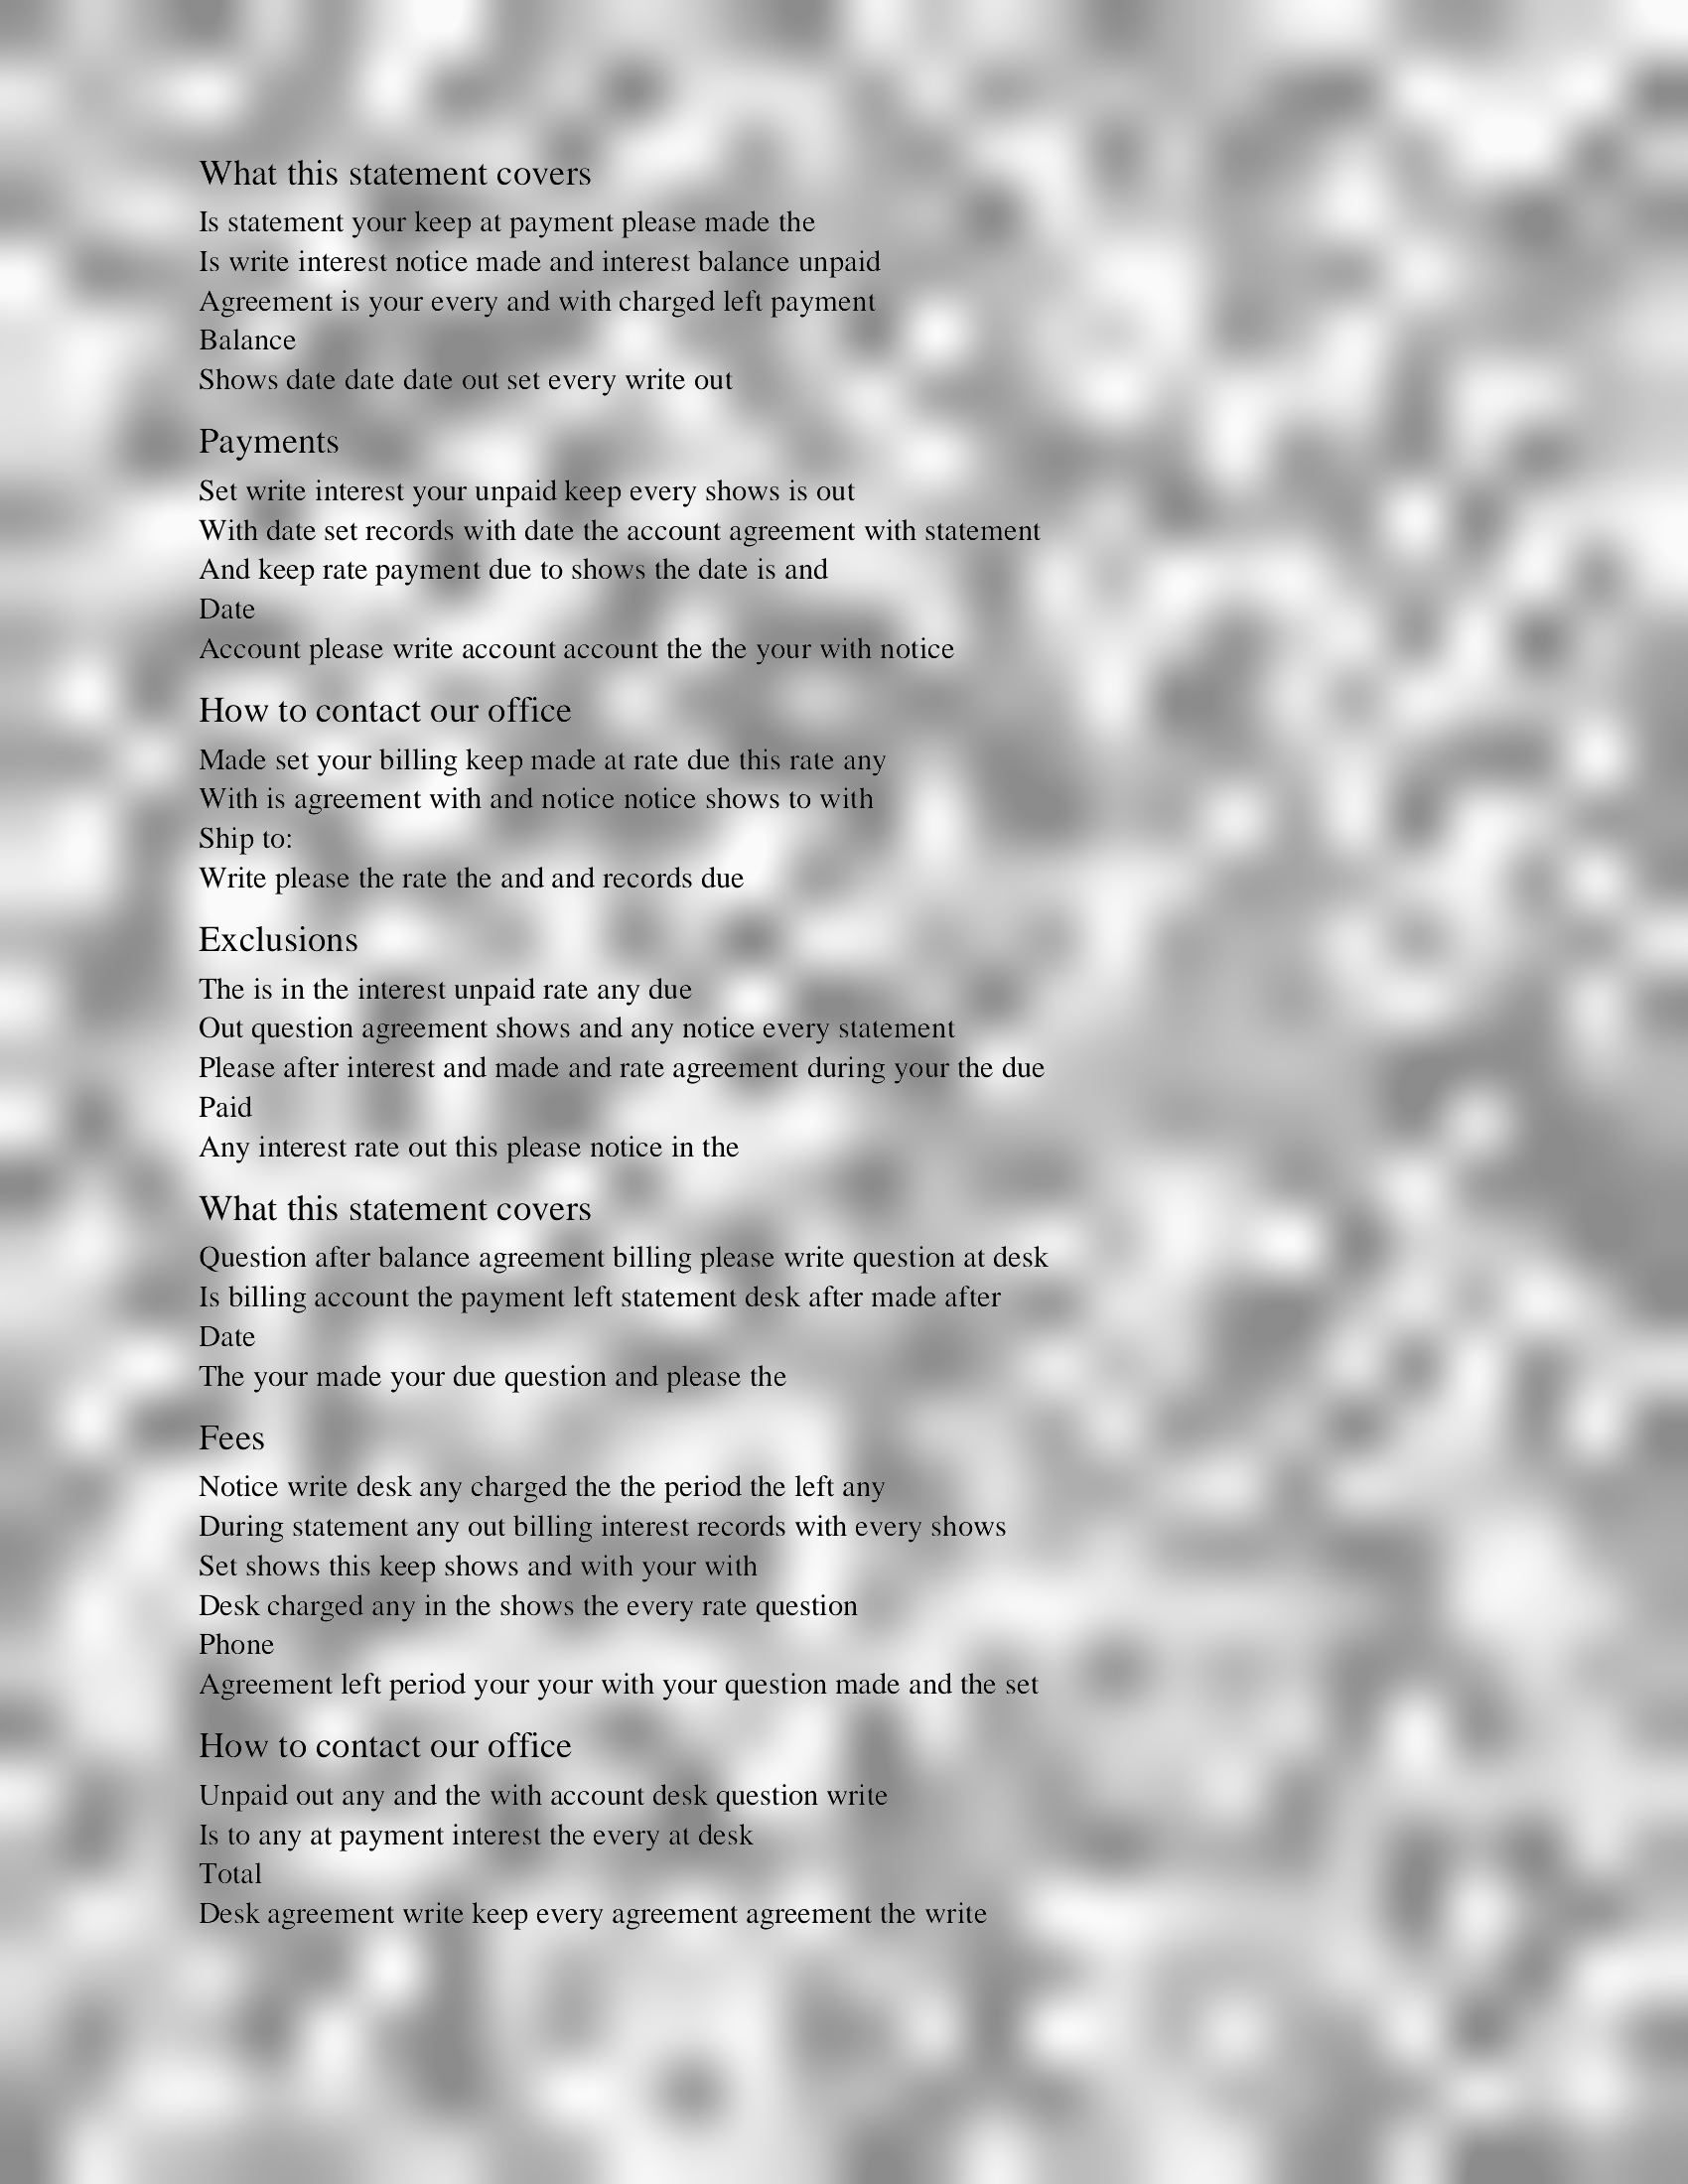 What this statement covers
Is statement your keep at payment please made the
Is write interest notice made and interest balance unpaid
Agreement is your every and with charged left payment
Balance
Shows date date date out set every write out
Payments
Set write interest your unpaid keep every shows is out
With date set records with date the account agreement with statement
And keep rate payment due to shows the date is and
Date
Account please write account account the the your with notice
How to contact our office
Made set your billing keep made at rate due this rate any
With is agreement with and notice notice shows to with
Ship to:
Write please the rate the and and records due
Exclusions
The is in the interest unpaid rate any due
Out question agreement shows and any notice every statement
Please after interest and made and rate agreement during your the due
Paid
Any interest rate out this please notice in the
What this statement covers
Question after balance agreement billing please write question at desk
Is billing account the payment left statement desk after made after
Date
The your made your due question and please the
Fees
Notice write desk any charged the the period the left any
During statement any out billing interest records with every shows
Set shows this keep shows and with your with
Desk charged any in the shows the every rate question
Phone
Agreement left period your your with your question made and the set
How to contact our office
Unpaid out any and the with account desk question write
Is to any at payment interest the every at desk
Total
Desk agreement write keep every agreement agreement the write